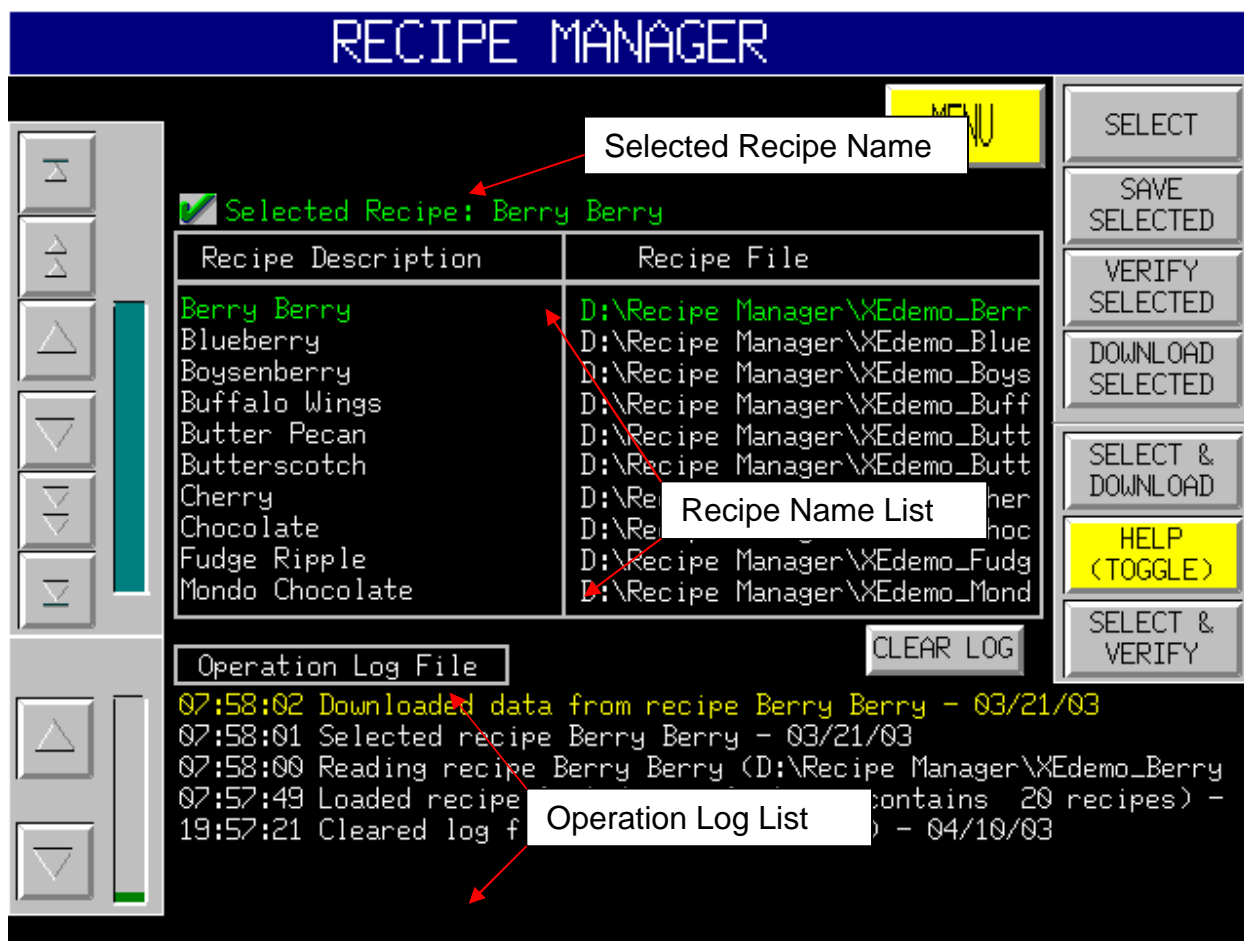 RECIPE MANAGER
MENU
Selected Recipe Name
SELECT
Selected Recipe: Berry Berry
SAVE
SELECTED
Recipe Description Recipe File
VERIFY
SELECTED
Berry Berry D:\Recipe Manager\XEdemo_Berr
Blueberry D:\Recipe Manager\XEdemo_Blue
Boysenberry D:\Recipe Manager\XEdemo_Boys
Buffalo Wings D:\Recipe Manager\XEdemo_Buff
Butter Pecan D:\Recipe Manager\XEdemo_Butt
Butterscotch D:\Recipe Manager\XEdemo_Butt
Cherry D:\Re her
Chocolate D:\Re hoc
Fudge Ripple D:\Recipe Manager\XEdemo_Fudg
Mondo Chocolate D:\Recipe Manager\XEdemo_Mond
Recipe Name List
DOWNLOAD
SELECTED
SELECT &
DOWNLOAD
HELP
(TOGGLE)
SELECT &
VERIFY
CLEAR LOG
Operation Log File
07:58:02 Downloaded data from recipe Berry Berry - 03/21/03
07:58:01 Selected recipe Berry Berry - 03/21/03
07:58:00 Reading recipe Berry Berry (D:\Recipe Manager\XEdemo_Berry
07:57:49 Loaded recipe contains 20 recipes) -
19:57:21 Cleared log f ) - 04/10/03
Operation Log List